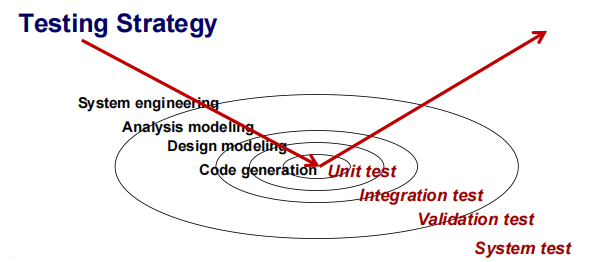 Testing Strategy
System engineering
Analysis modeling
Design modeling
Code generation
Unit test
Integration test
Validation test
System test